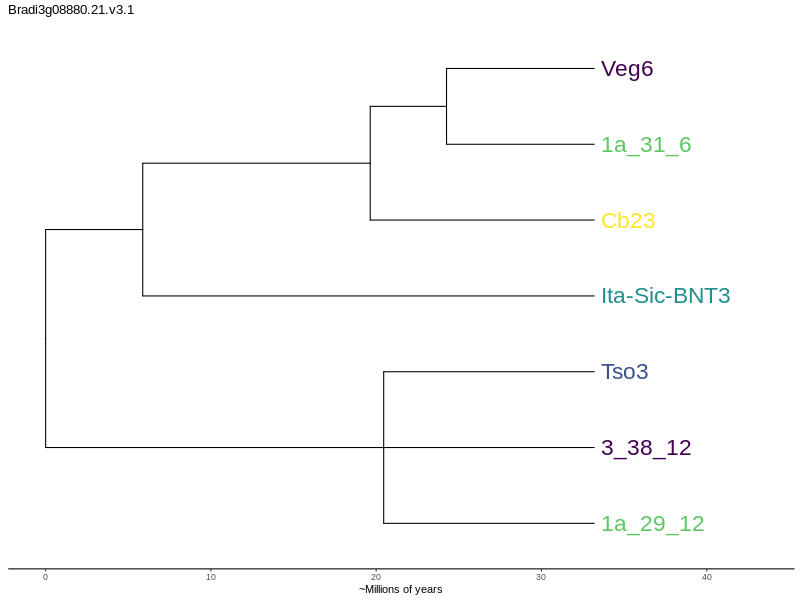 Bradi3g08880.21.v3.1
Veg6
1a_31_6
Cb23
Ita-Sic-BNT3
Tso3
3_38_12
1a_29_12
0 10 20 30 40
~Millions of years